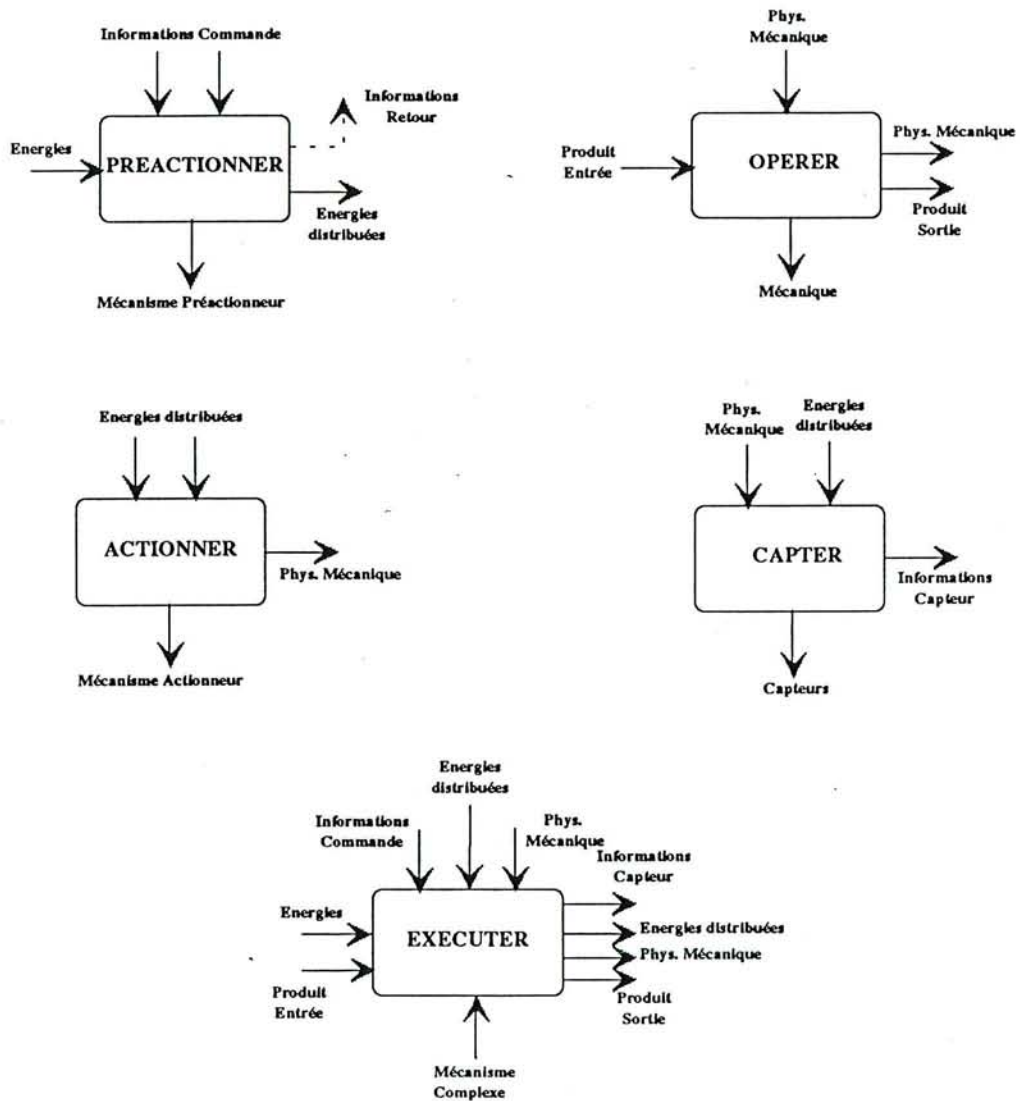 Informations Commande
Informations
Retour
Energies
PREACTIONNER
Energies
distribuées
Mécanisme Préactionneur
Phys.
Mécanique
Produit
Entrée
OPERER
Phys. Mécanique
Produit
Sortie
Mécanique
Energies distribuées
ACTIONNER
Phys. Mécanique
Mécanisme Actionneur
Phys.
Mécanique
Energies
distribuées
CAPTER
Informations
Capteur
Capteurs
Energies
distribuées
Informations
Commande
Phys.
Mécanique
Informations
Capteur
Energies
EXECUTER
Energies distribuées
Phys. Mécanique
Produit
Entrée
Produit
Sortie
Mécanisme
Complexe